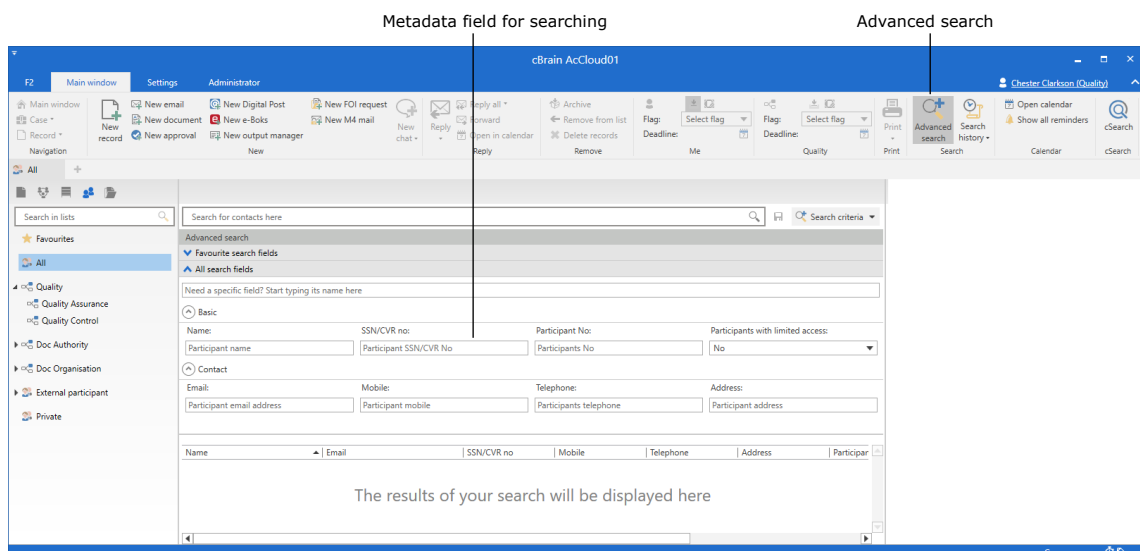 Metadata field for searching
Advanced search
cBrain AcCloud01
F2 Main window Settings Administrator
Chester Clarkson (Quality)
Main window
Case
Record
Navigation
New record
New email
New document
New approval
New Digital Post
New e-Boks
New output manager
New FOI request
New M4 mail
New
New chat
Reply
Reply all
Forward
Open in calendar
Reply
Archive
Remove from list
Delete records
Remove
Flag: Select flag
Deadline:
Me
Flag: Select flag
Deadline:
Quality
Print
Print
Advanced search
Search history
Search
Open calendar
Show all reminders
Calendar
cSearch
cSearch
All +
Search in lists
Favourites
All
Quality
Quality Assurance
Quality Control
Doc Authority
Doc Organisation
External participant
Private
Search for contacts here
Search criteria
Advanced search
Favourite search fields
All search fields
Need a specific field? Start typing its name here
Basic
Name: SSN/CVR no: Participant No: Participants with limited access:
Participant name Participant SSN/CVR No Participants No No
Contact
Email: Mobile: Telephone: Address:
Participant email address Participant mobile Participants telephone Participant address
Name Email SSN/CVR no Mobile Telephone Address Participar
The results of your search will be displayed here